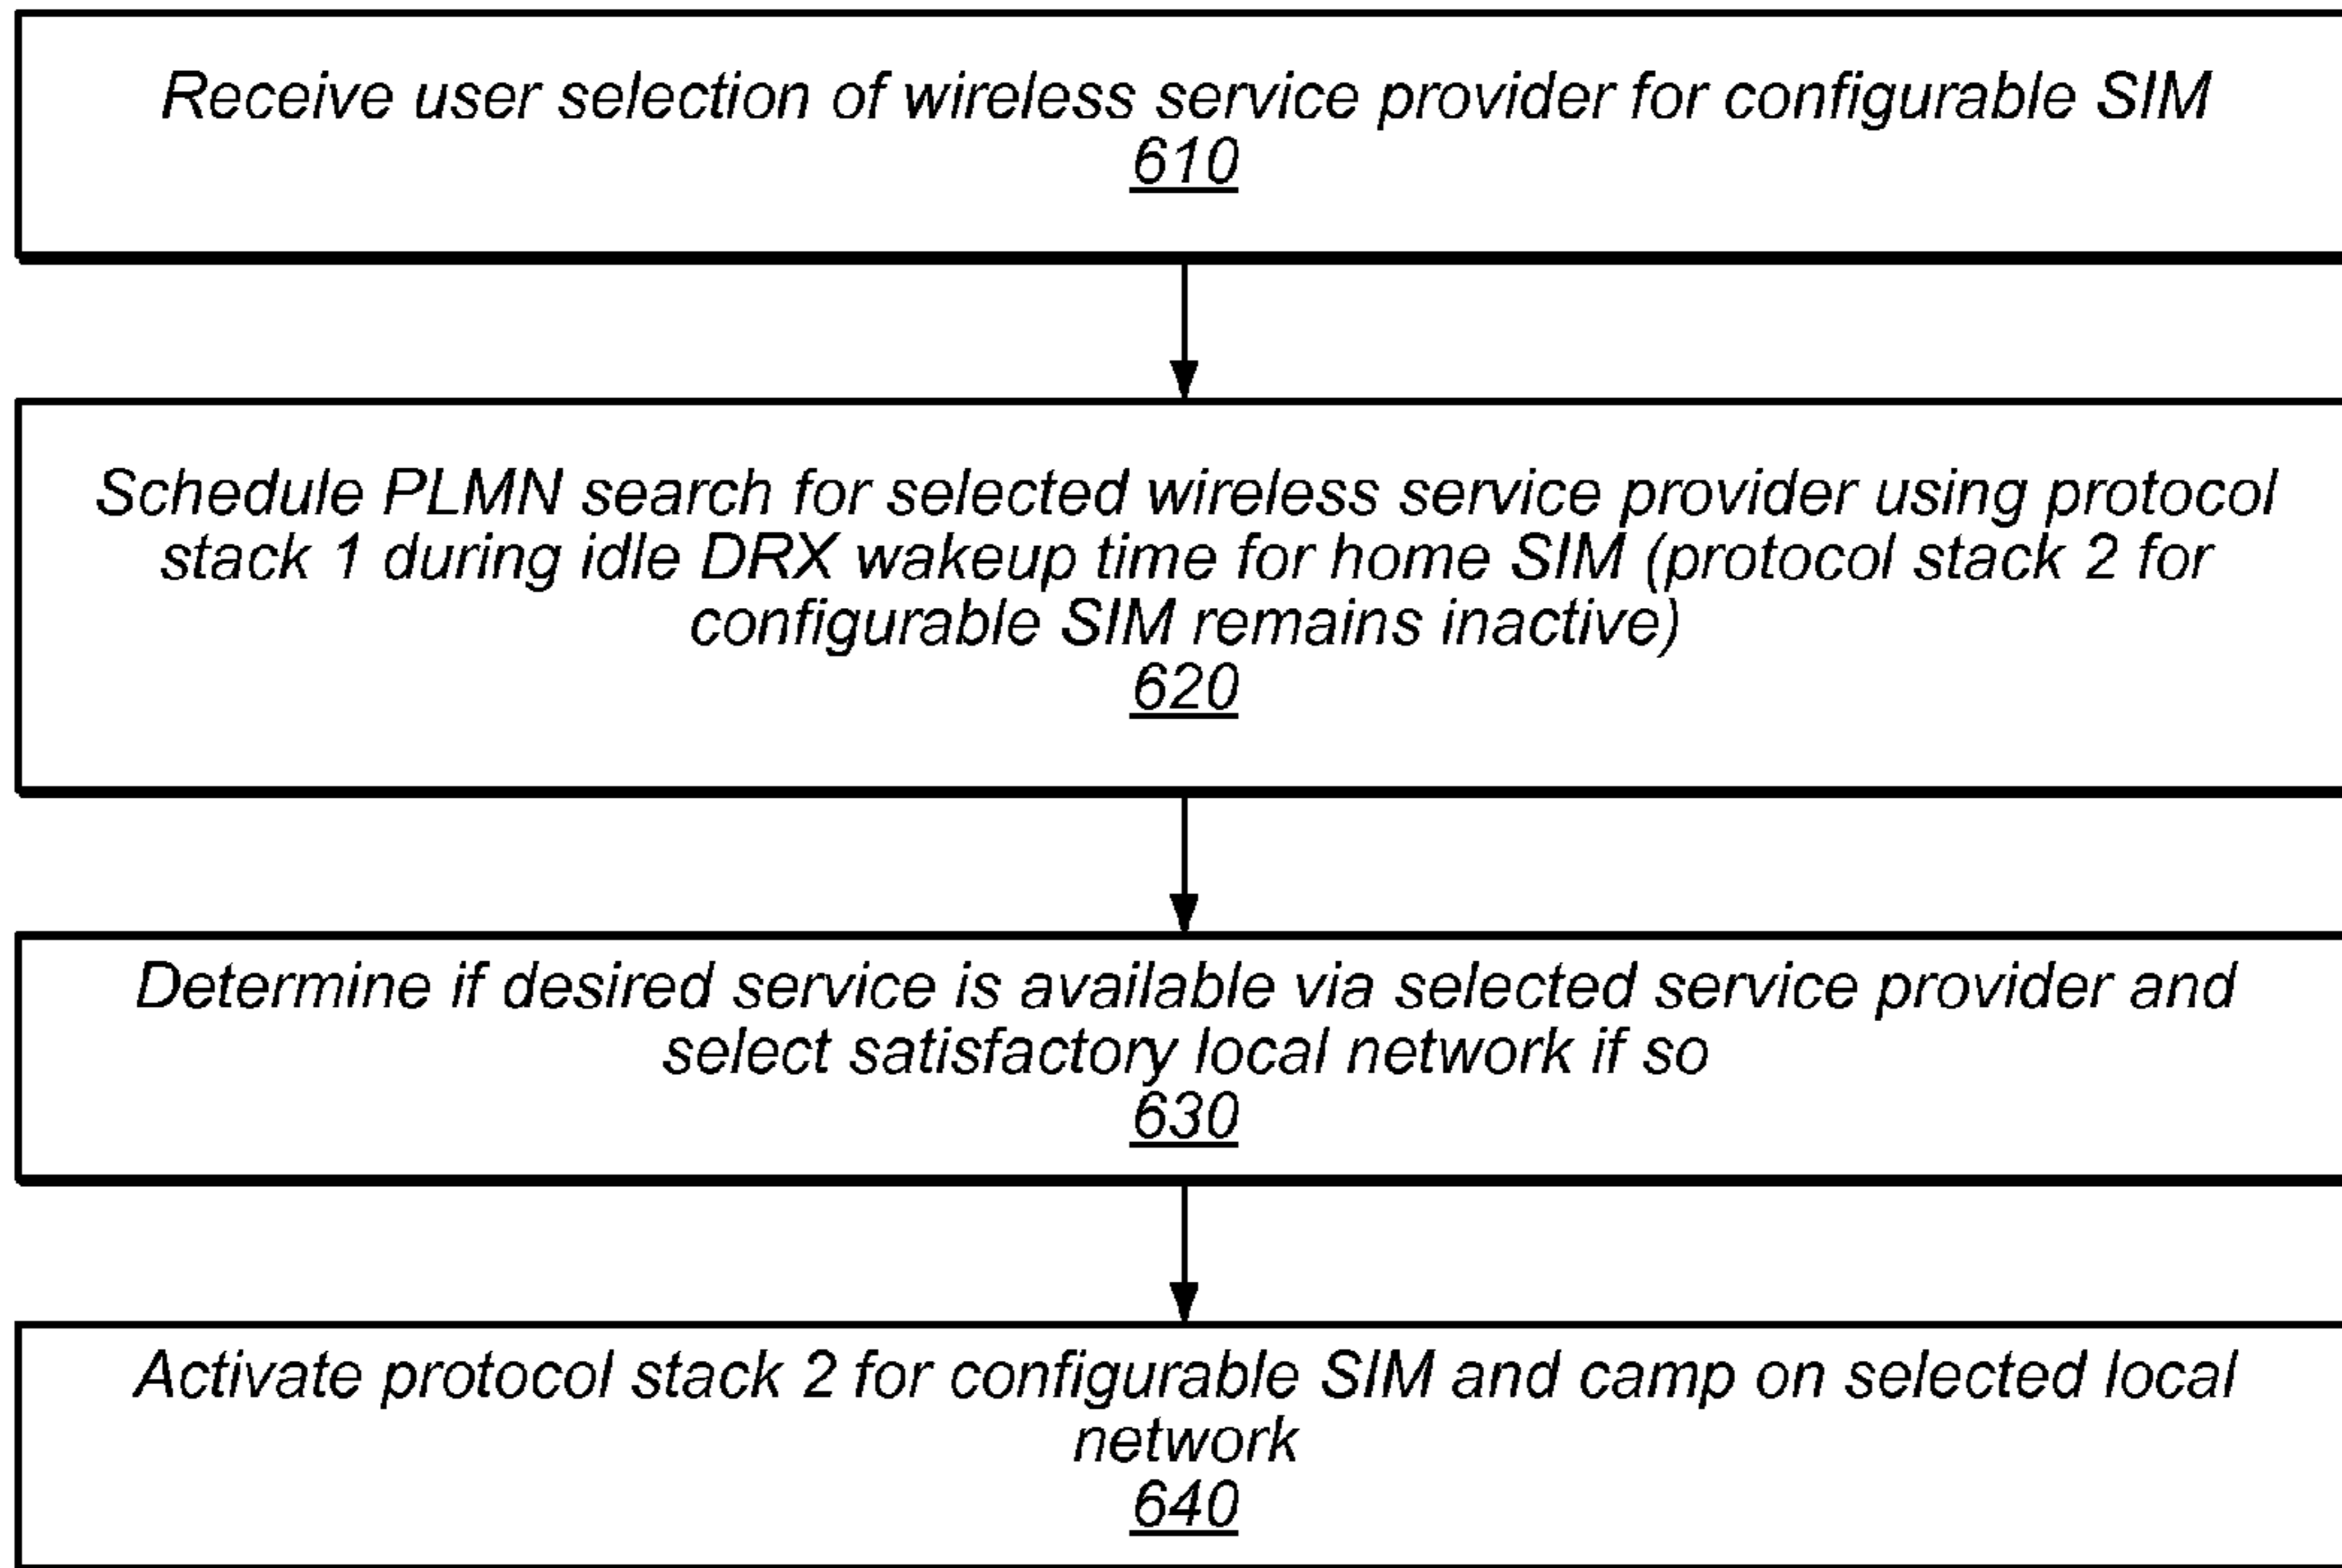 Receive user selection of wireless service provider for configurable SIM
610
Schedule PLMN search for selected wireless service provider using protocol
stack 1 during idle DRX wakeup time for home SIM (protocol stack 2 for
configurable SIM remains inactive)
620
Determine if desired service is available via selected service provider and
select satisfactory local network if so
630
Activate protocol stack 2 for configurable SIM and camp on selected local
network
640